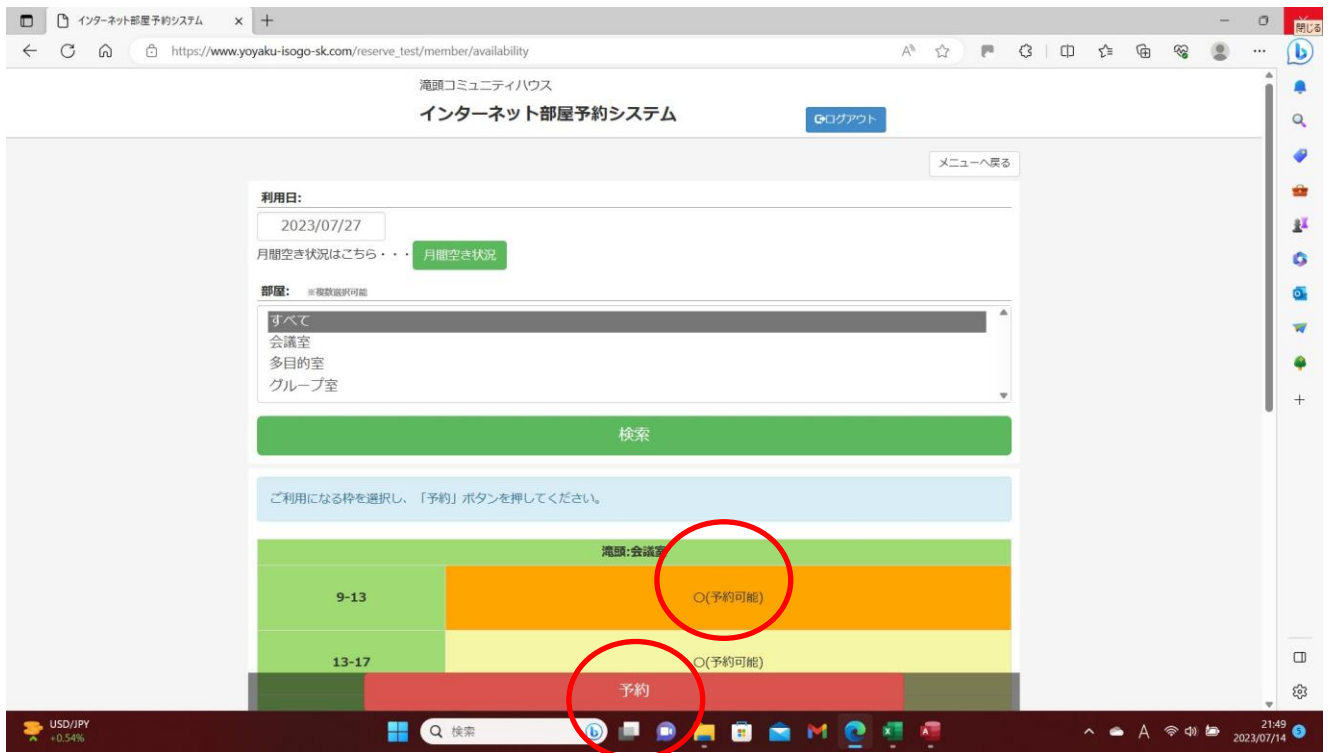 インターネット部屋予約システム
閉じる
https://www.yoyaku-isogo-sk.com/reserve_test/member/availability
滝頭コミュニティハウス
インターネット部屋予約システム
ログアウト
メニューへ戻る
利用日:
2023/07/27
月間空き状況はこちら・・・ 月間空き状況
部屋: ※複数選択可能
すべて
会議室
多目的室
グループ室
検索
ご利用になる枠を選択し、「予約」ボタンを押してください。
滝頭:会議室
9-13 ○(予約可能)
13-17 ○(予約可能)
予約
USD/JPY
+0.54%
検索
A
21:49
2023/07/14
5